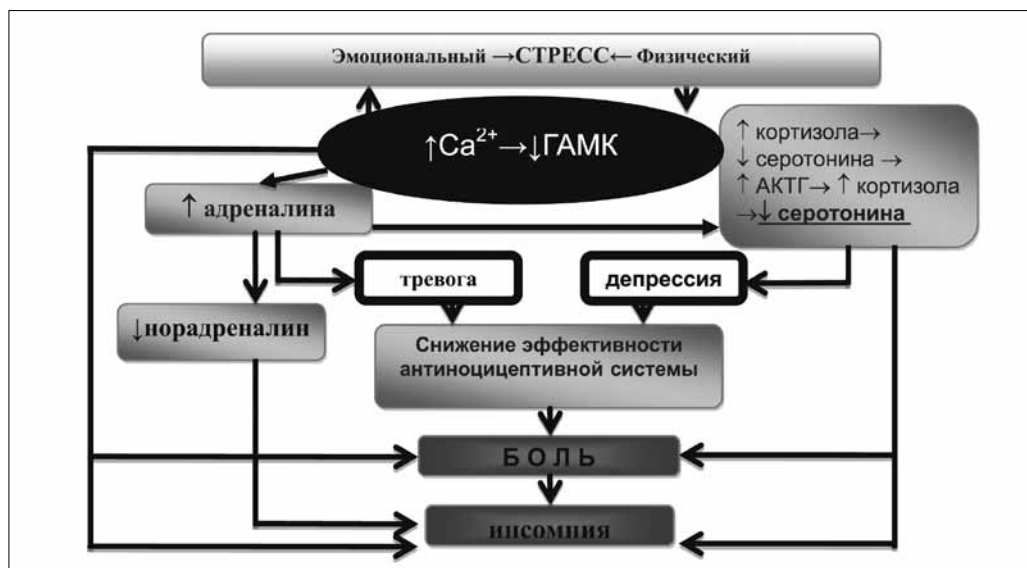 Эмоциональный →СТРЕСС← Физический
↑Ca²⁺→↓ГАМК
↑ кортизола→
↓ серотонина →
↑ АКТГ→ ↑ кортизола
→↓ серотонина
↑ адреналина
тревога
депрессия
↓норадреналин
Снижение эффективности
антиноцицептивной системы
Б О Л Ь
инсомния